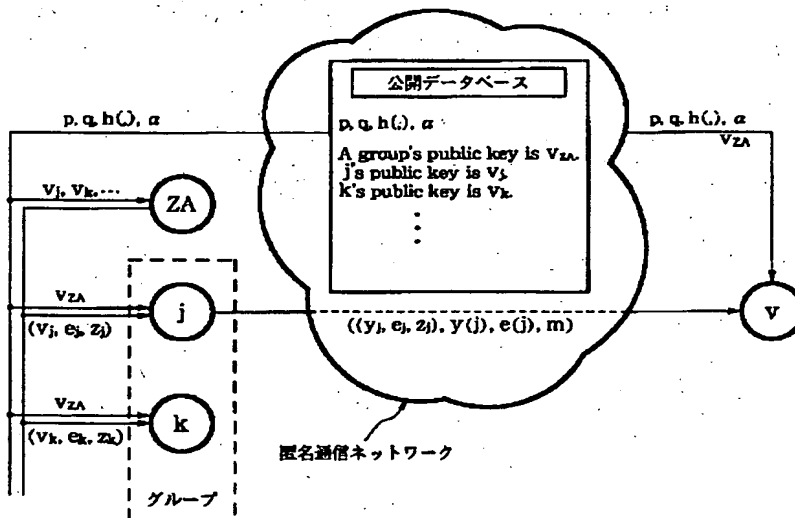 公開データベース
p, q, h(.), α
p, q, h(.), α
A group's public key is VZA.
j's public key is Vj.
k's public key is Vk.
p, q, h(.), α
VZA
Vj, Vk, ...
ZA
VZA
(Vj, ej, zj)
j
((yj, ej, zj), y(j), e(j), m)
v
VZA
(Vk, ek, zk)
k
匿名通信ネットワーク
グループ